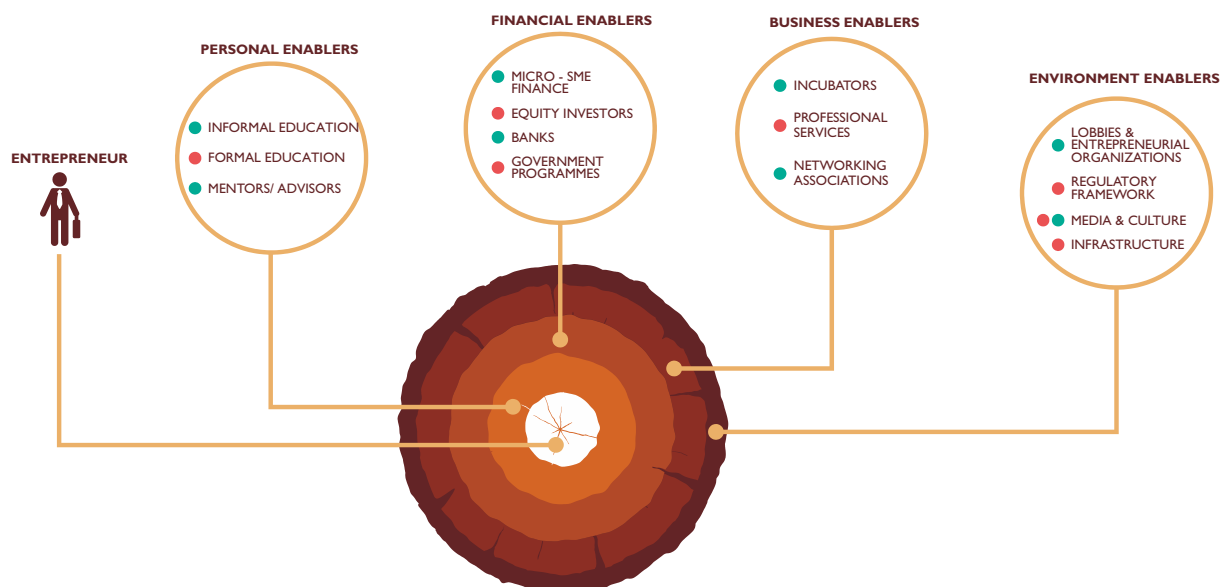 ENTREPRENEUR
PERSONAL ENABLERS
INFORMAL EDUCATION
FORMAL EDUCATION
MENTORS/ ADVISORS
FINANCIAL ENABLERS
MICRO - SME
FINANCE
EQUITY INVESTORS
BANKS
GOVERNMENT
PROGRAMMES
BUSINESS ENABLERS
INCUBATORS
PROFESSIONAL
SERVICES
NETWORKING
ASSOCIATIONS
ENVIRONMENT ENABLERS
LOBBIES &
ENTREPRENEURIAL
ORGANIZATIONS
REGULATORY
FRAMEWORK
MEDIA & CULTURE
INFRASTRUCTURE